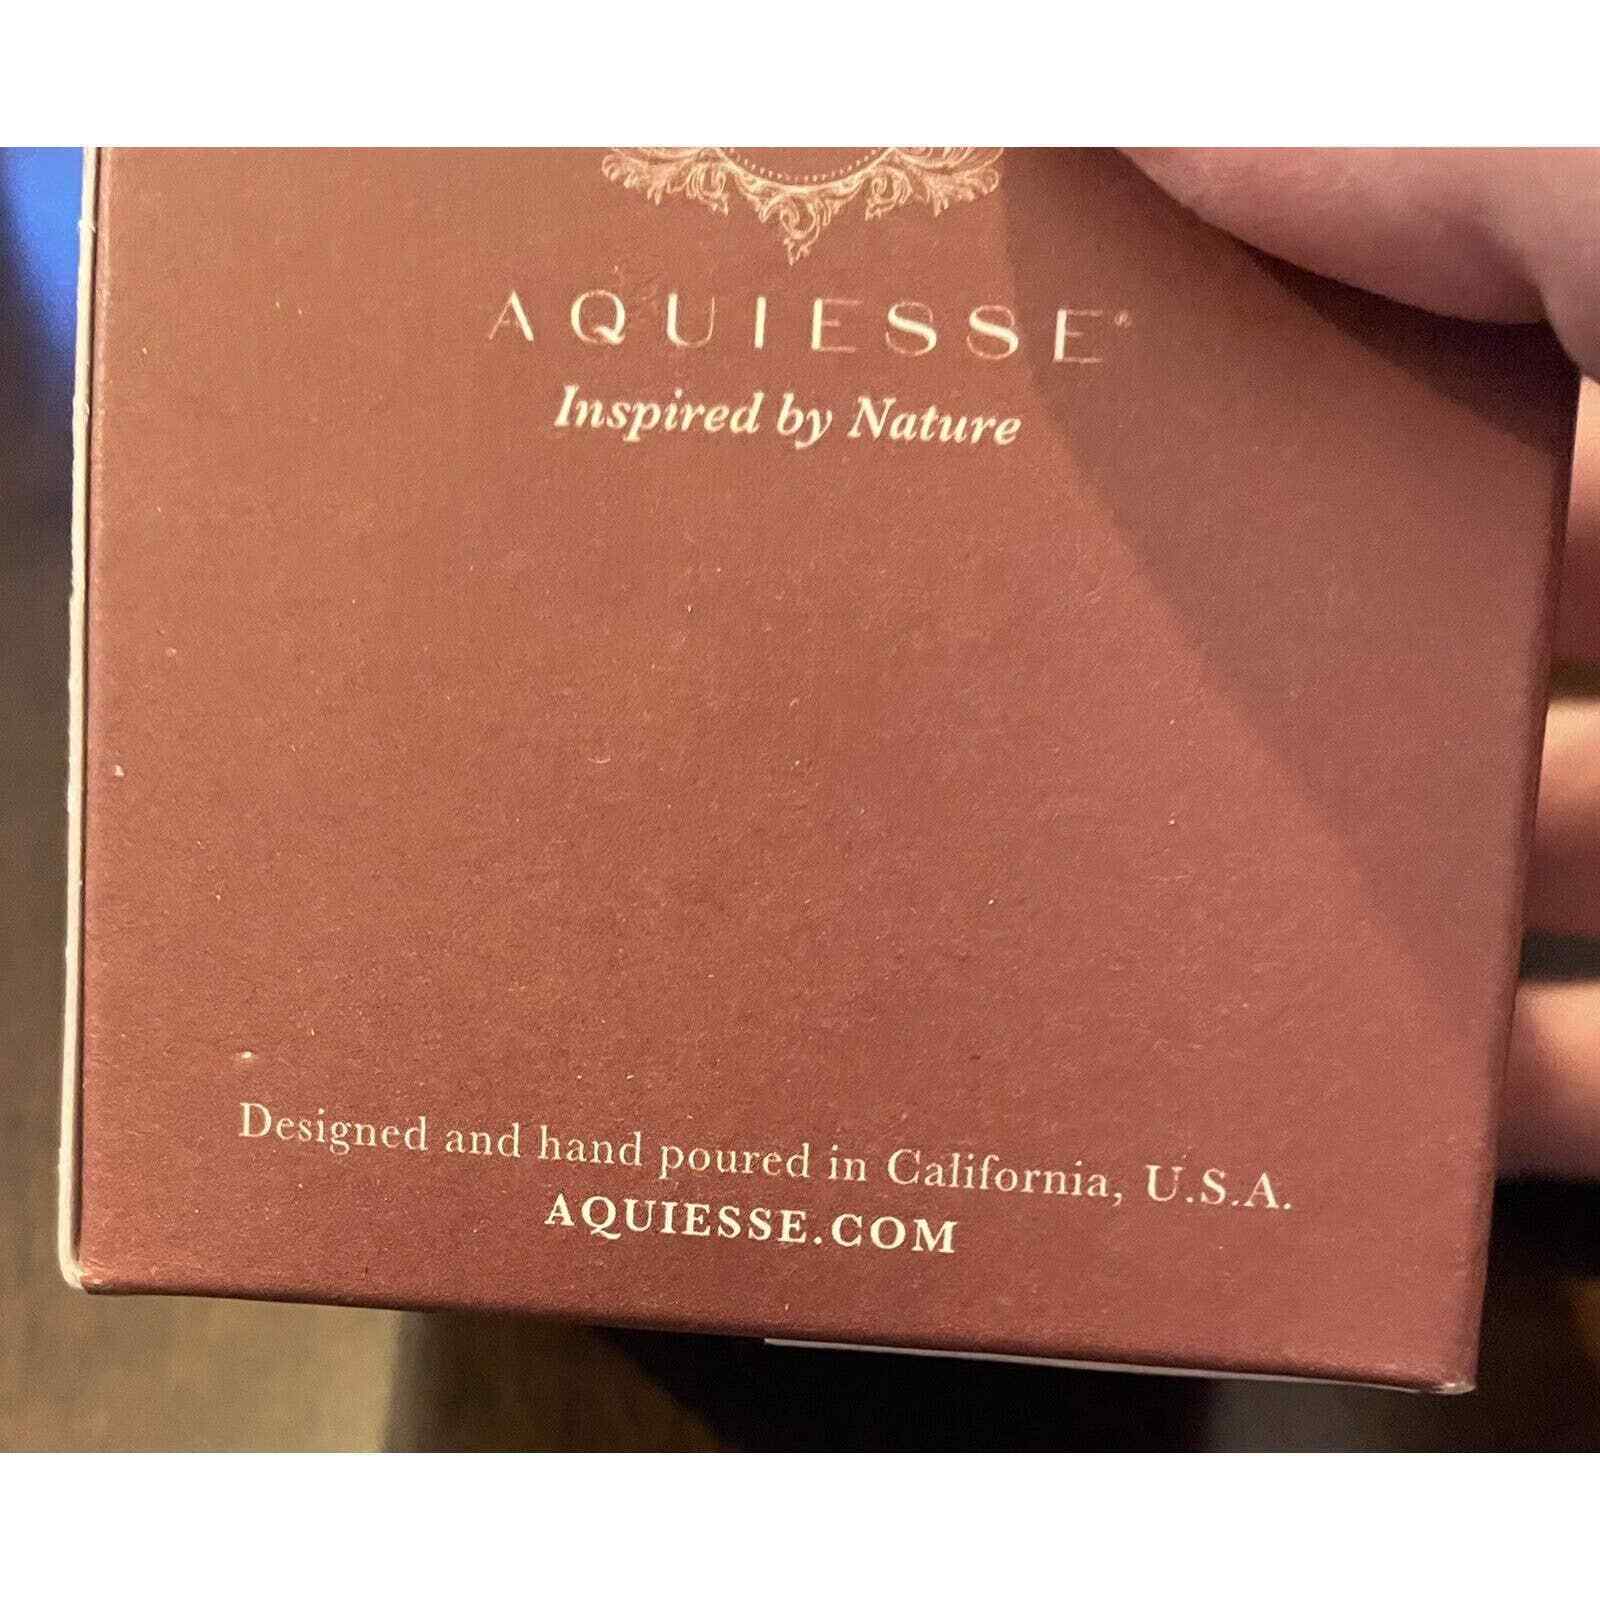 AQUIESSE®
Inspired by Nature
Designed and hand poured in California, U.S.A.
AQUIESSE.COM